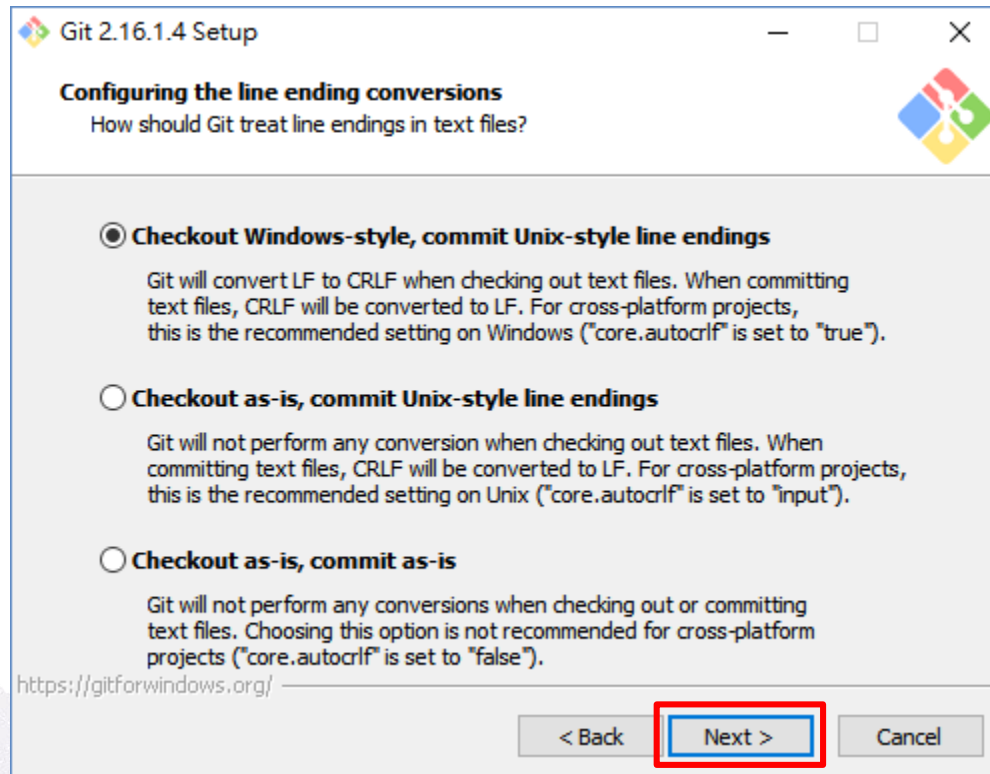 Git 2.16.1.4 Setup
Configuring the line ending conversions
How should Git treat line endings in text files?
Checkout Windows-style, commit Unix-style line endings
Git will convert LF to CRLF when checking out text files. When committing
text files, CRLF will be converted to LF. For cross-platform projects,
this is the recommended setting on Windows ("core.autocrlf" is set to "true").
Checkout as-is, commit Unix-style line endings
Git will not perform any conversion when checking out text files. When
committing text files, CRLF will be converted to LF. For cross-platform projects,
this is the recommended setting on Unix ("core.autocrlf" is set to "input").
Checkout as-is, commit as-is
Git will not perform any conversions when checking out or committing
text files. Choosing this option is not recommended for cross-platform
projects ("core.autocrlf" is set to "false").
https://gitforwindows.org/
< Back Next > Cancel